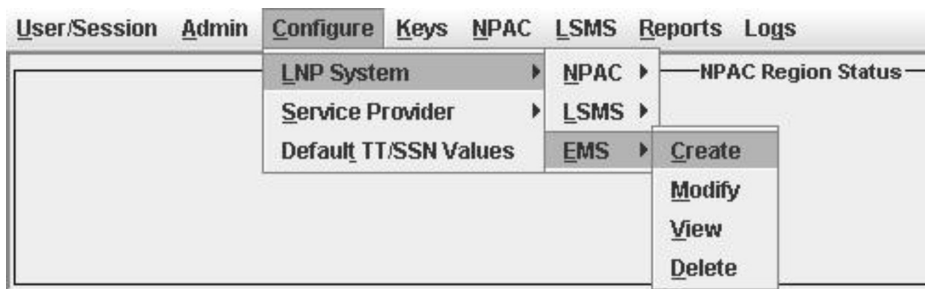 User/Session Admin Configure Keys NPAC LSMS Reports Logs
LNP System NPAC NPAC Region Status
Service Provider LSMS
Default TT/SSN Values EMS Create
Modify
View
Delete